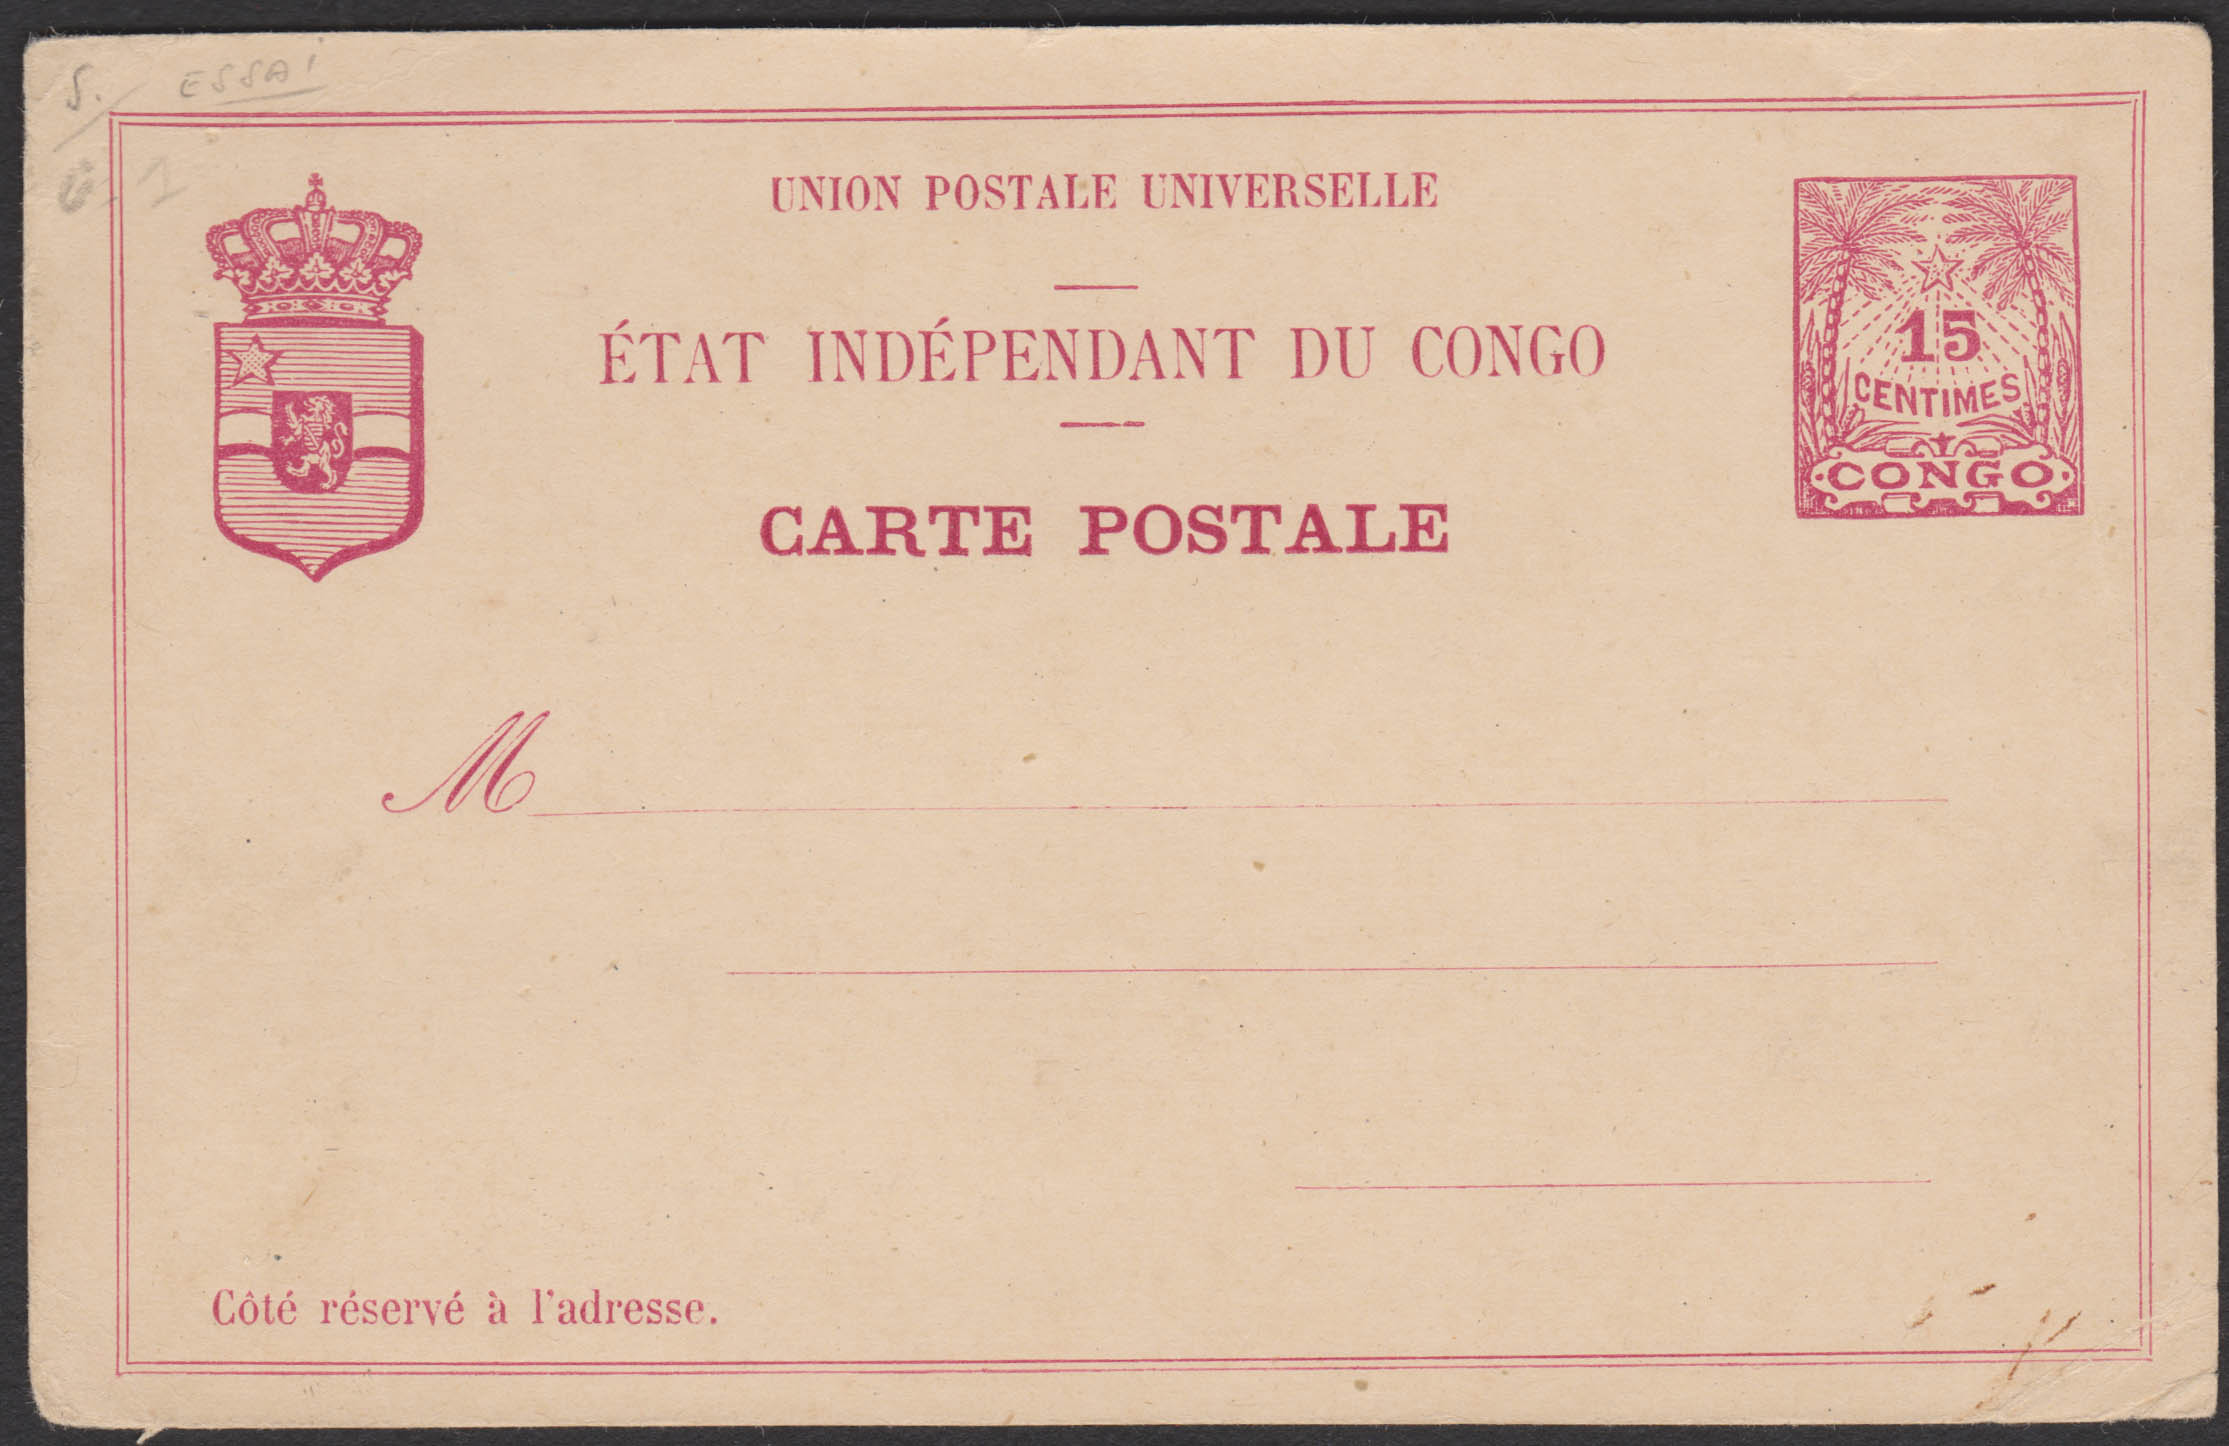 S. ESSAI
UNION POSTALE UNIVERSELLE
ÉTAT INDÉPENDANT DU CONGO
CARTE POSTALE
15
CENTIMES
CONGO
M
Côté réservé à l'adresse.